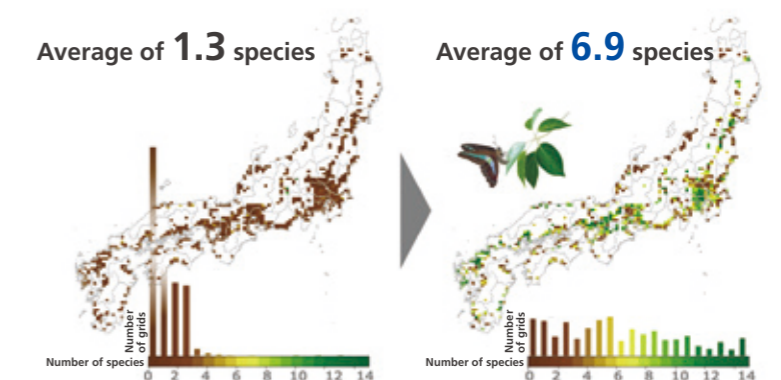 Average of 1.3 species
Number of grids
Number of species
0 2 4 6 8 10 12 14
Average of 6.9 species
Number of grids
Number of species
0 2 4 6 8 10 12 14